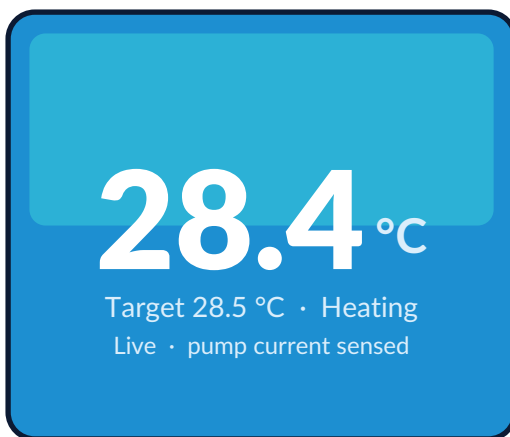 28.4 °C
Target 28.5 °C · Heating
Live · pump current sensed